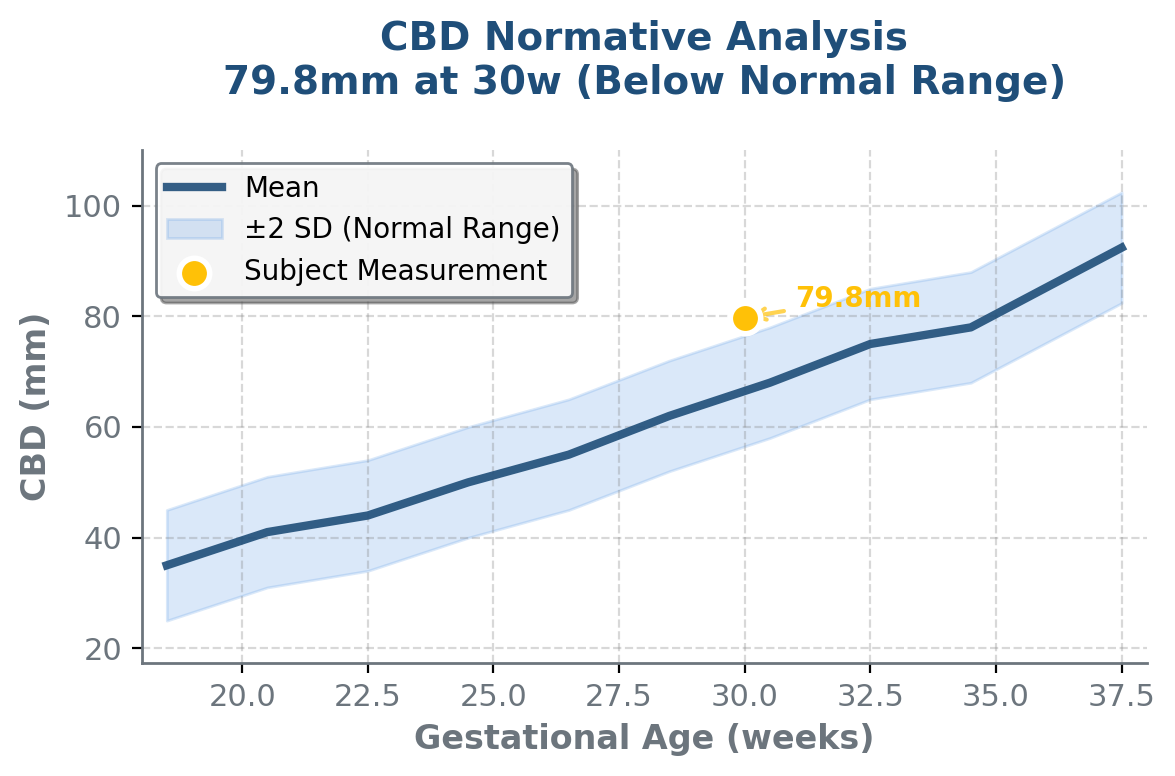 CBD Normative Analysis
79.8mm at 30w (Below Normal Range)
Mean
±2 SD (Normal Range)
Subject Measurement
79.8mm
100
80
60
40
20
CBD (mm)
20.0
22.5
25.0
27.5
30.0
32.5
35.0
37.5
Gestational Age (weeks)